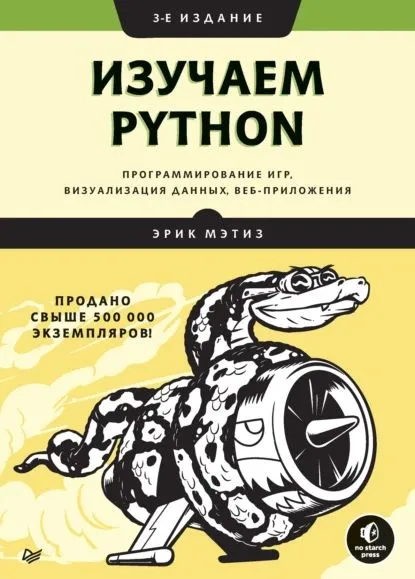 3-Е ИЗДАНИЕ
ИЗУЧАЕМ
PYTHON
ПРОГРАММИРОВАНИЕ ИГР,
ВИЗУАЛИЗАЦИЯ ДАННЫХ, ВЕБ-ПРИЛОЖЕНИЯ
ЭРИК МЭТИЗ
ПРОДАНО
СВЫШЕ 500 000
ЭКЗЕМПЛЯРОВ!
no starch
press